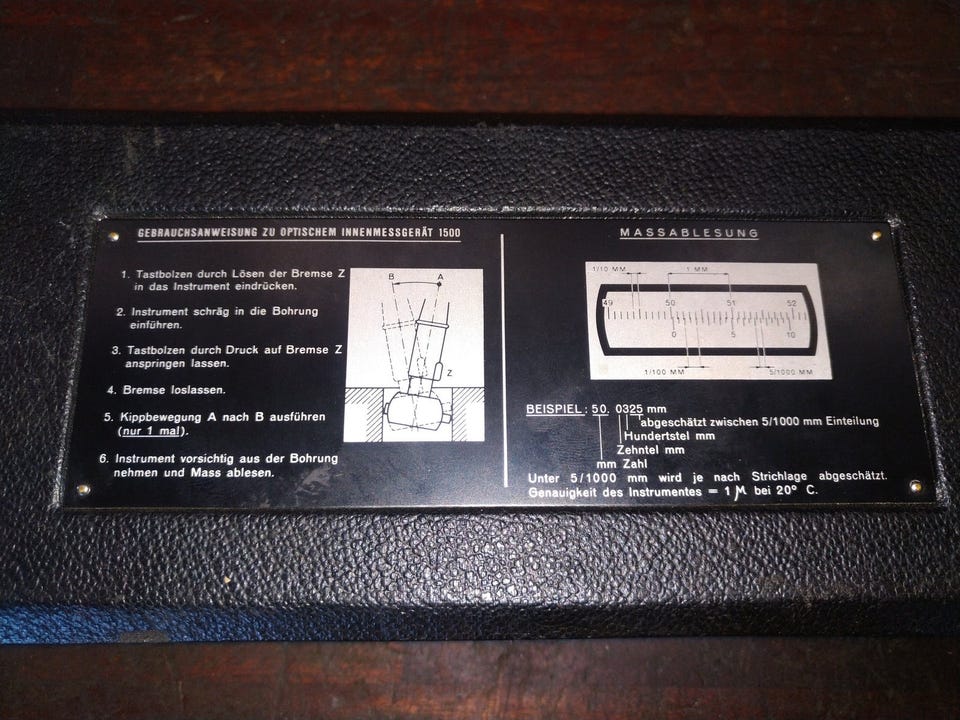 GEBRAUCHSANWEISUNG ZU OPTISCHEM INNENMESSGERÄT 1500
1. Tastbolzen durch Lösen der Bremse Z
in das Instrument eindrücken.
2. Instrument schräg in die Bohrung
einführen.
3. Tastbolzen durch Druck auf Bremse Z
anspringen lassen.
4. Bremse loslassen.
5. Kippbewegung A nach B ausführen
(nur 1 mal).
6. Instrument vorsichtig aus der Bohrung
nehmen und Mass ablesen.
B A
Z
MASSABLESUNG
1/10 MM 1 MM
49 50 51 52
0 5 10
1/100 MM 5/1000 MM
BEISPIEL: 50. 0325 mm
abgeschätzt zwischen 5/1000 mm Einteilung
Hundertstel mm
Zehntel mm
mm Zahl
Unter 5/1000 mm wird je nach Strichlage abgeschätzt.
Genauigkeit des Instrumentes = 1 µ bei 20° C.